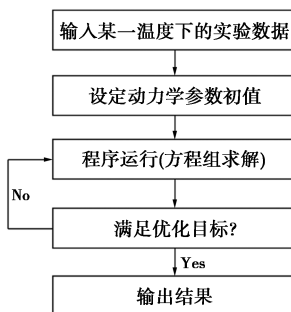 输入某一温度下的实验数据
设定动力学参数初值
程序运行(方程组求解)
No
满足优化目标?
Yes
输出结果